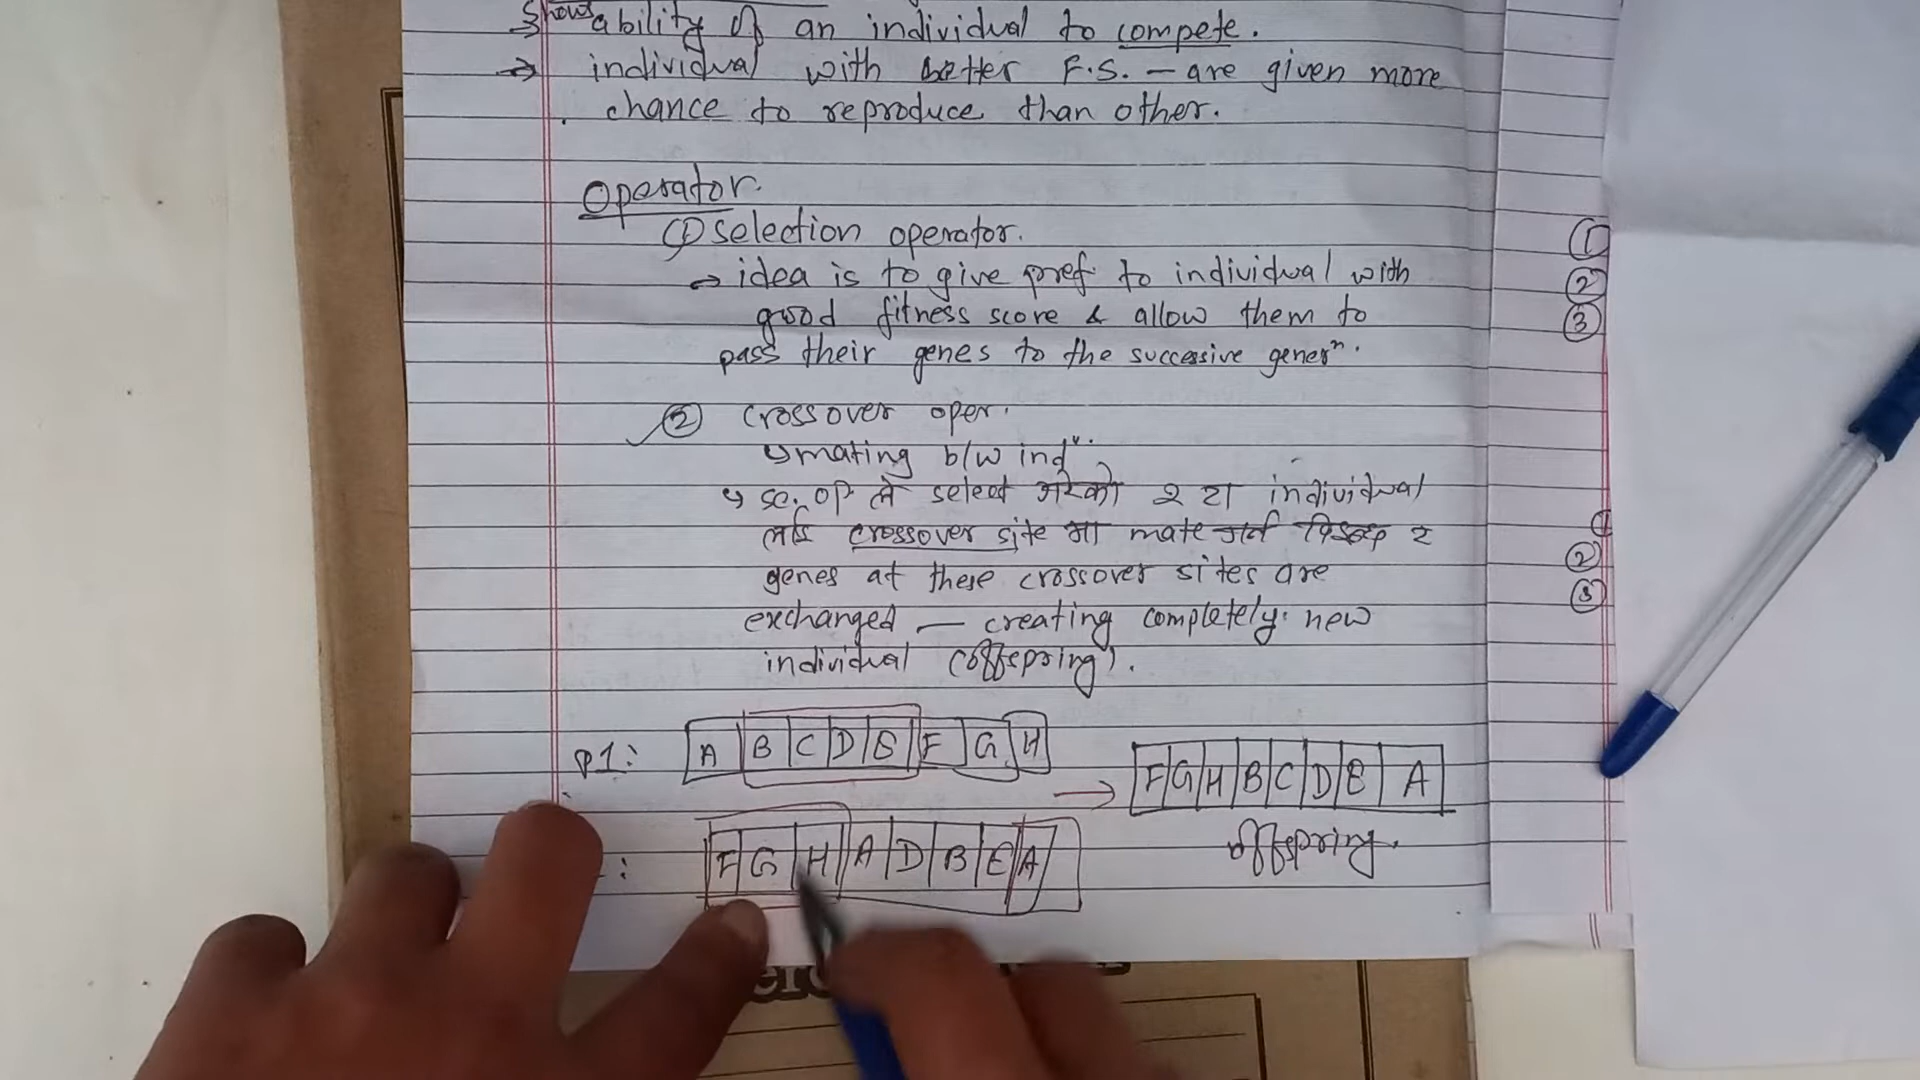 Shows ability of an individual to compete.
→ individual with better F.S. – are given more
chance to reproduce than other.
Operator
① selection operator.
→ idea is to give pref. to individual with
good fitness score & allow them to
pass their genes to the successive generⁿ.
② crossover oper.
↳ mating b/w indᵛ.
↳ se. op ले select गरेको २ टा individual
लाई crossover site मा mate गर्न र
genes at these crossover sites are
exchanged — creating completely new
individual (offspring).
P1: A B C D E F G H
→ F G H B C D E A
: F G H A D B E A
offspring.
①
②
③
②
③